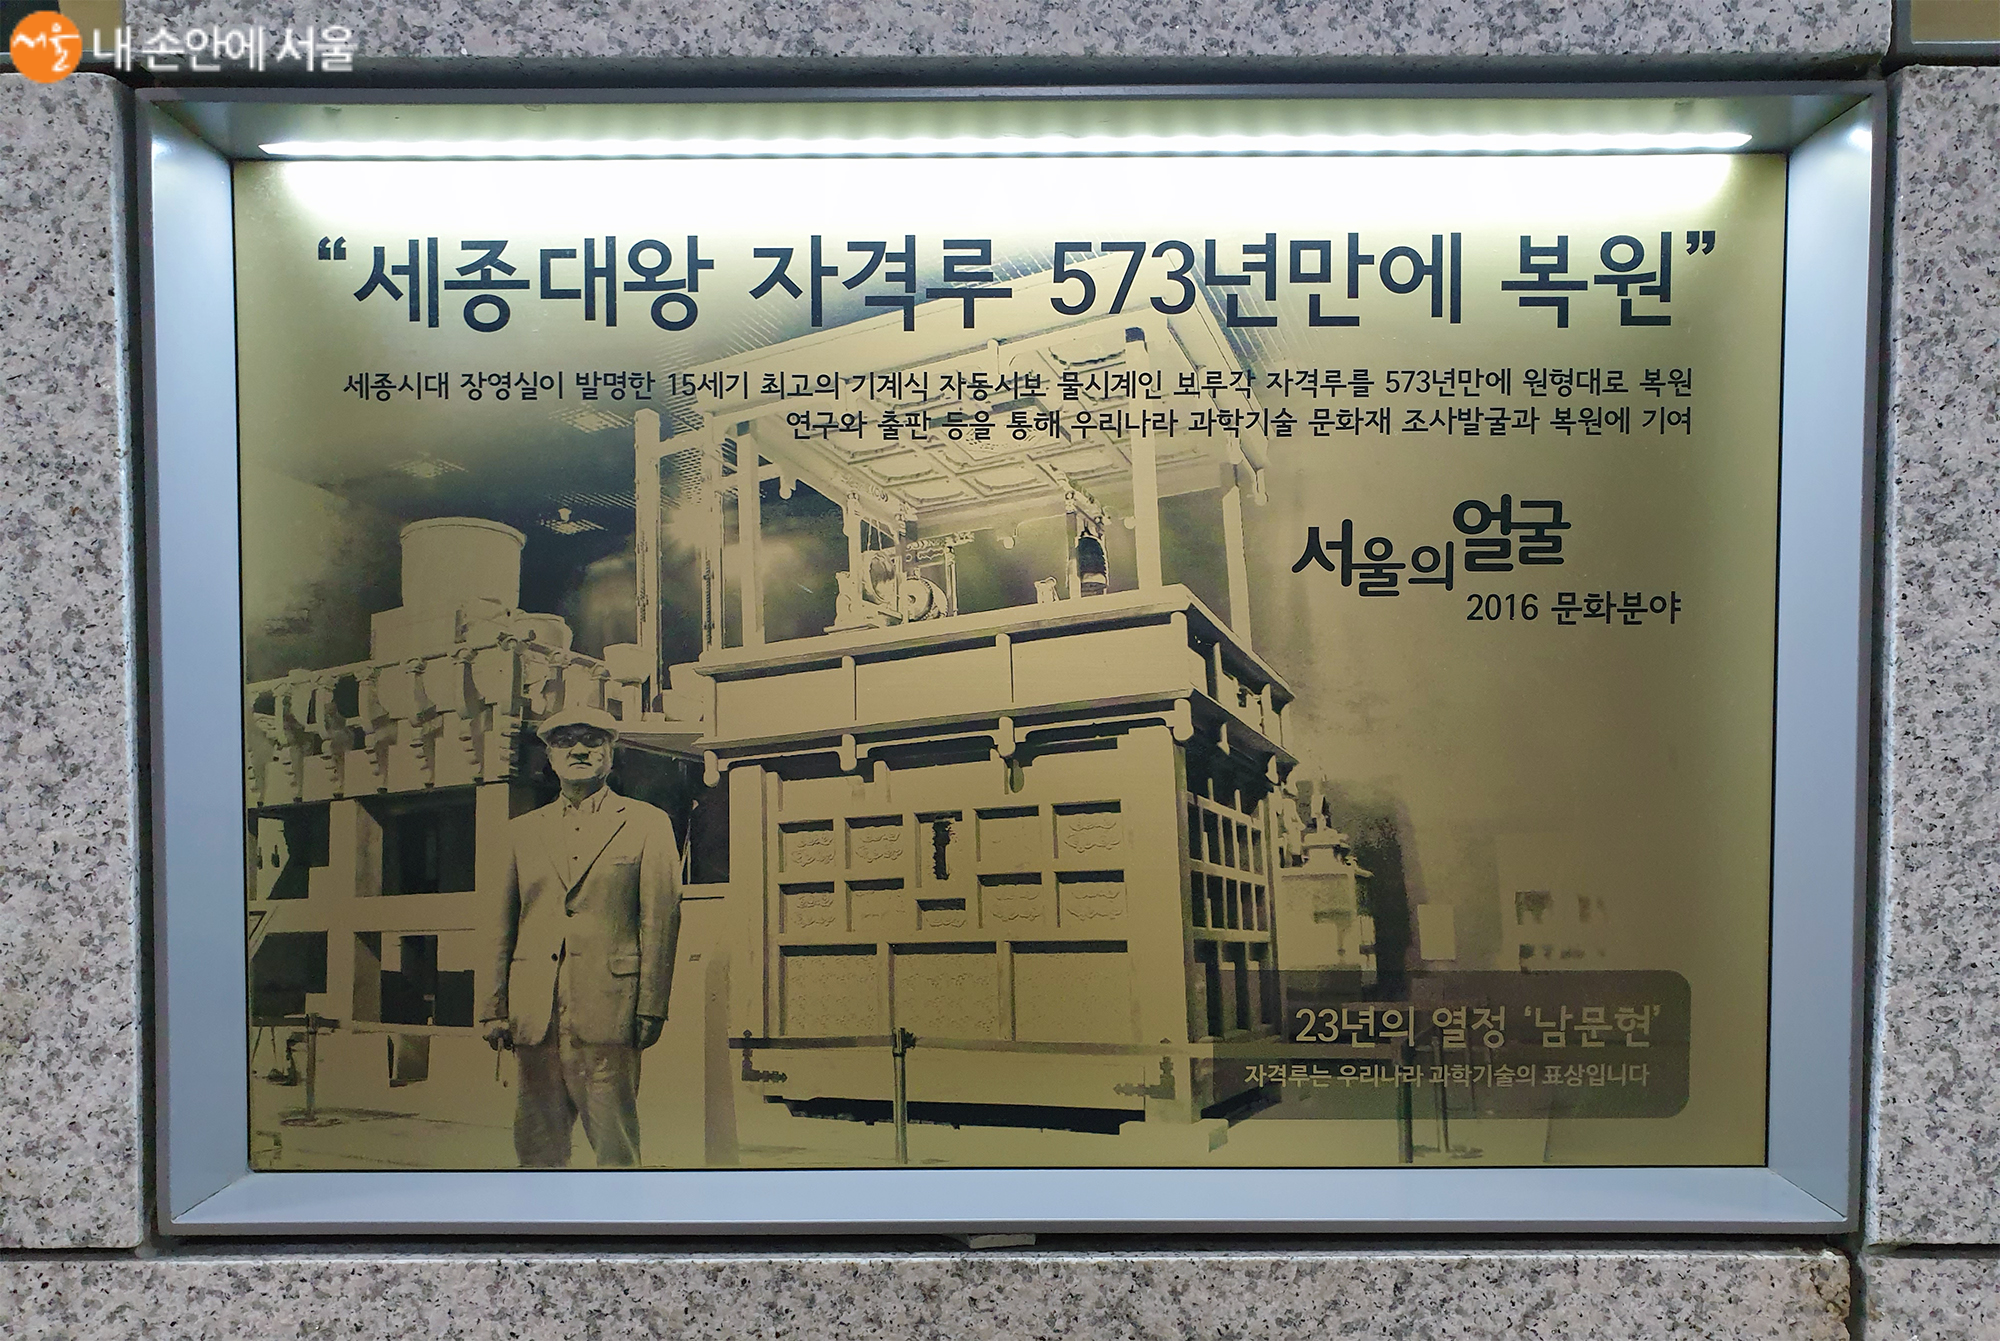 서울 내 손안에 서울
“세종대왕 자격루 573년만에 복원”
세종시대 장영실이 발명한 15세기 최고의 기계식 자동시보 물시계인 보루각 자격루를 573년만에 원형대로 복원
연구와 출판 등을 통해 우리나라 과학기술 문화재 조사발굴과 복원에 기여
서울의 얼굴
2016 문화분야
23년의 열정 ‘남문현’
자격루는 우리나라 과학기술의 표상입니다